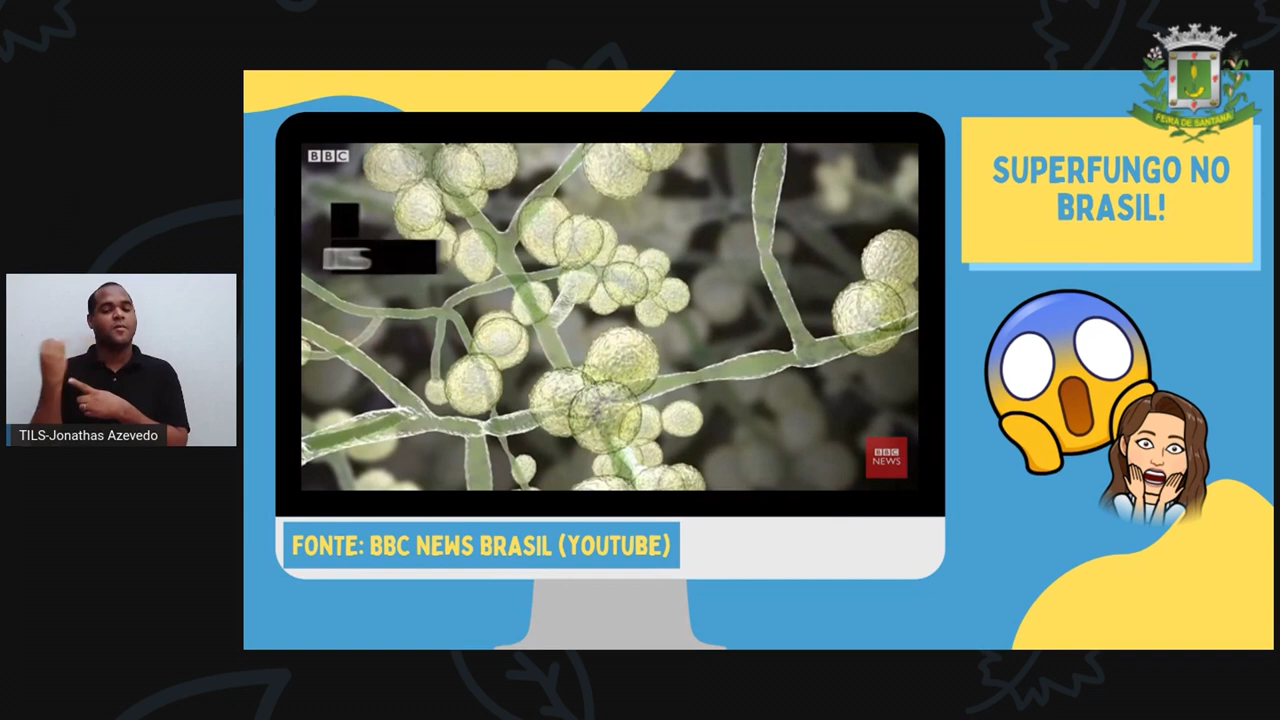 FEIRA DE SANTANA
SUPERFUNGO NO
BRASIL!
BBC
BBC
NEWS
TILS-Jonathas Azevedo
FONTE: BBC NEWS BRASIL (YOUTUBE)